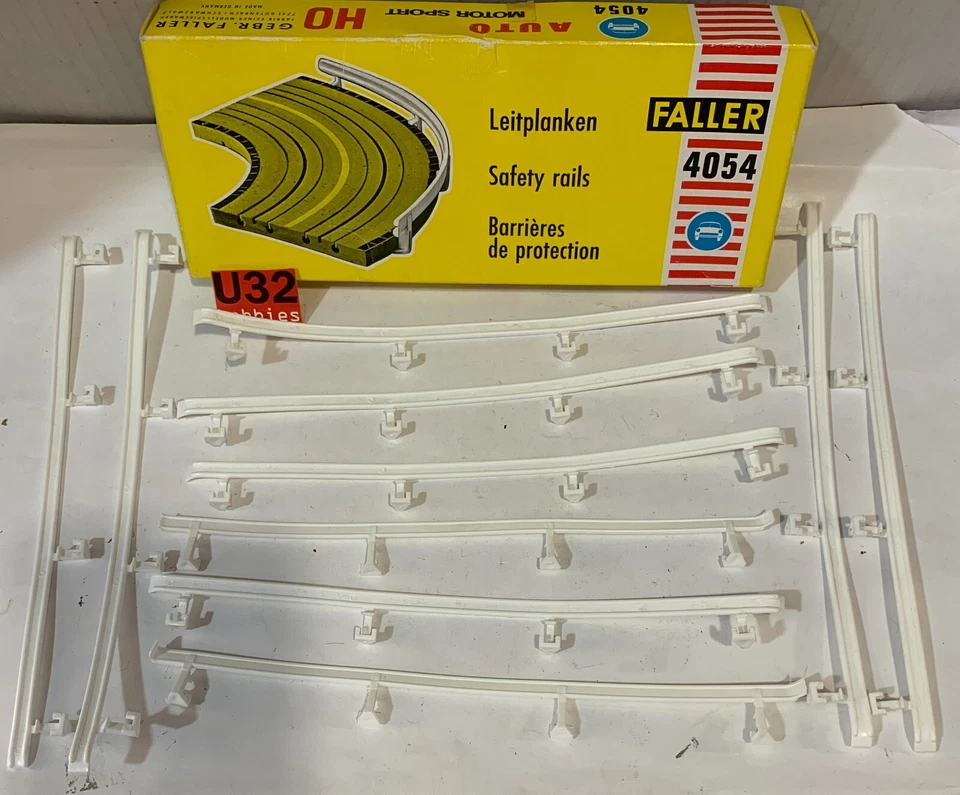 4054
AUTO
MOTOR SPORT
HO
GEBR. FALLER
MADE IN GERMANY
Leitplanken
Safety rails
Barrières
de protection
FALLER
4054
U32